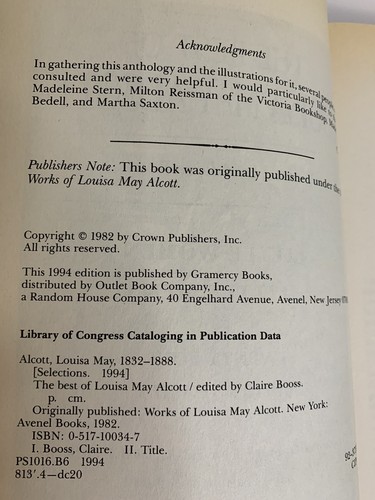 Acknowledgments
In gathering this anthology and the illustrations for it, several
consulted and were very helpful. I would particularly like
Madeleine Stern, Milton Reissman of the Victoria Bookshop,
Bedell, and Martha Saxton.
Publishers Note: This book was originally published under the
Works of Louisa May Alcott.
Copyright © 1982 by Crown Publishers, Inc.
All rights reserved.
This 1994 edition is published by Gramercy Books,
distributed by Outlet Book Company, Inc.,
a Random House Company, 40 Engelhard Avenue, Avenel, New Jersey
Library of Congress Cataloging in Publication Data
Alcott, Louisa May, 1832–1888.
[Selections. 1994]
The best of Louisa May Alcott / edited by Claire Booss.
p. cm.
Originally published: Works of Louisa May Alcott. New York:
Avenel Books, 1982.
ISBN: 0-517-10034-7
I. Booss, Claire. II. Title.
PS1016.B6 1994
813'.4—dc20